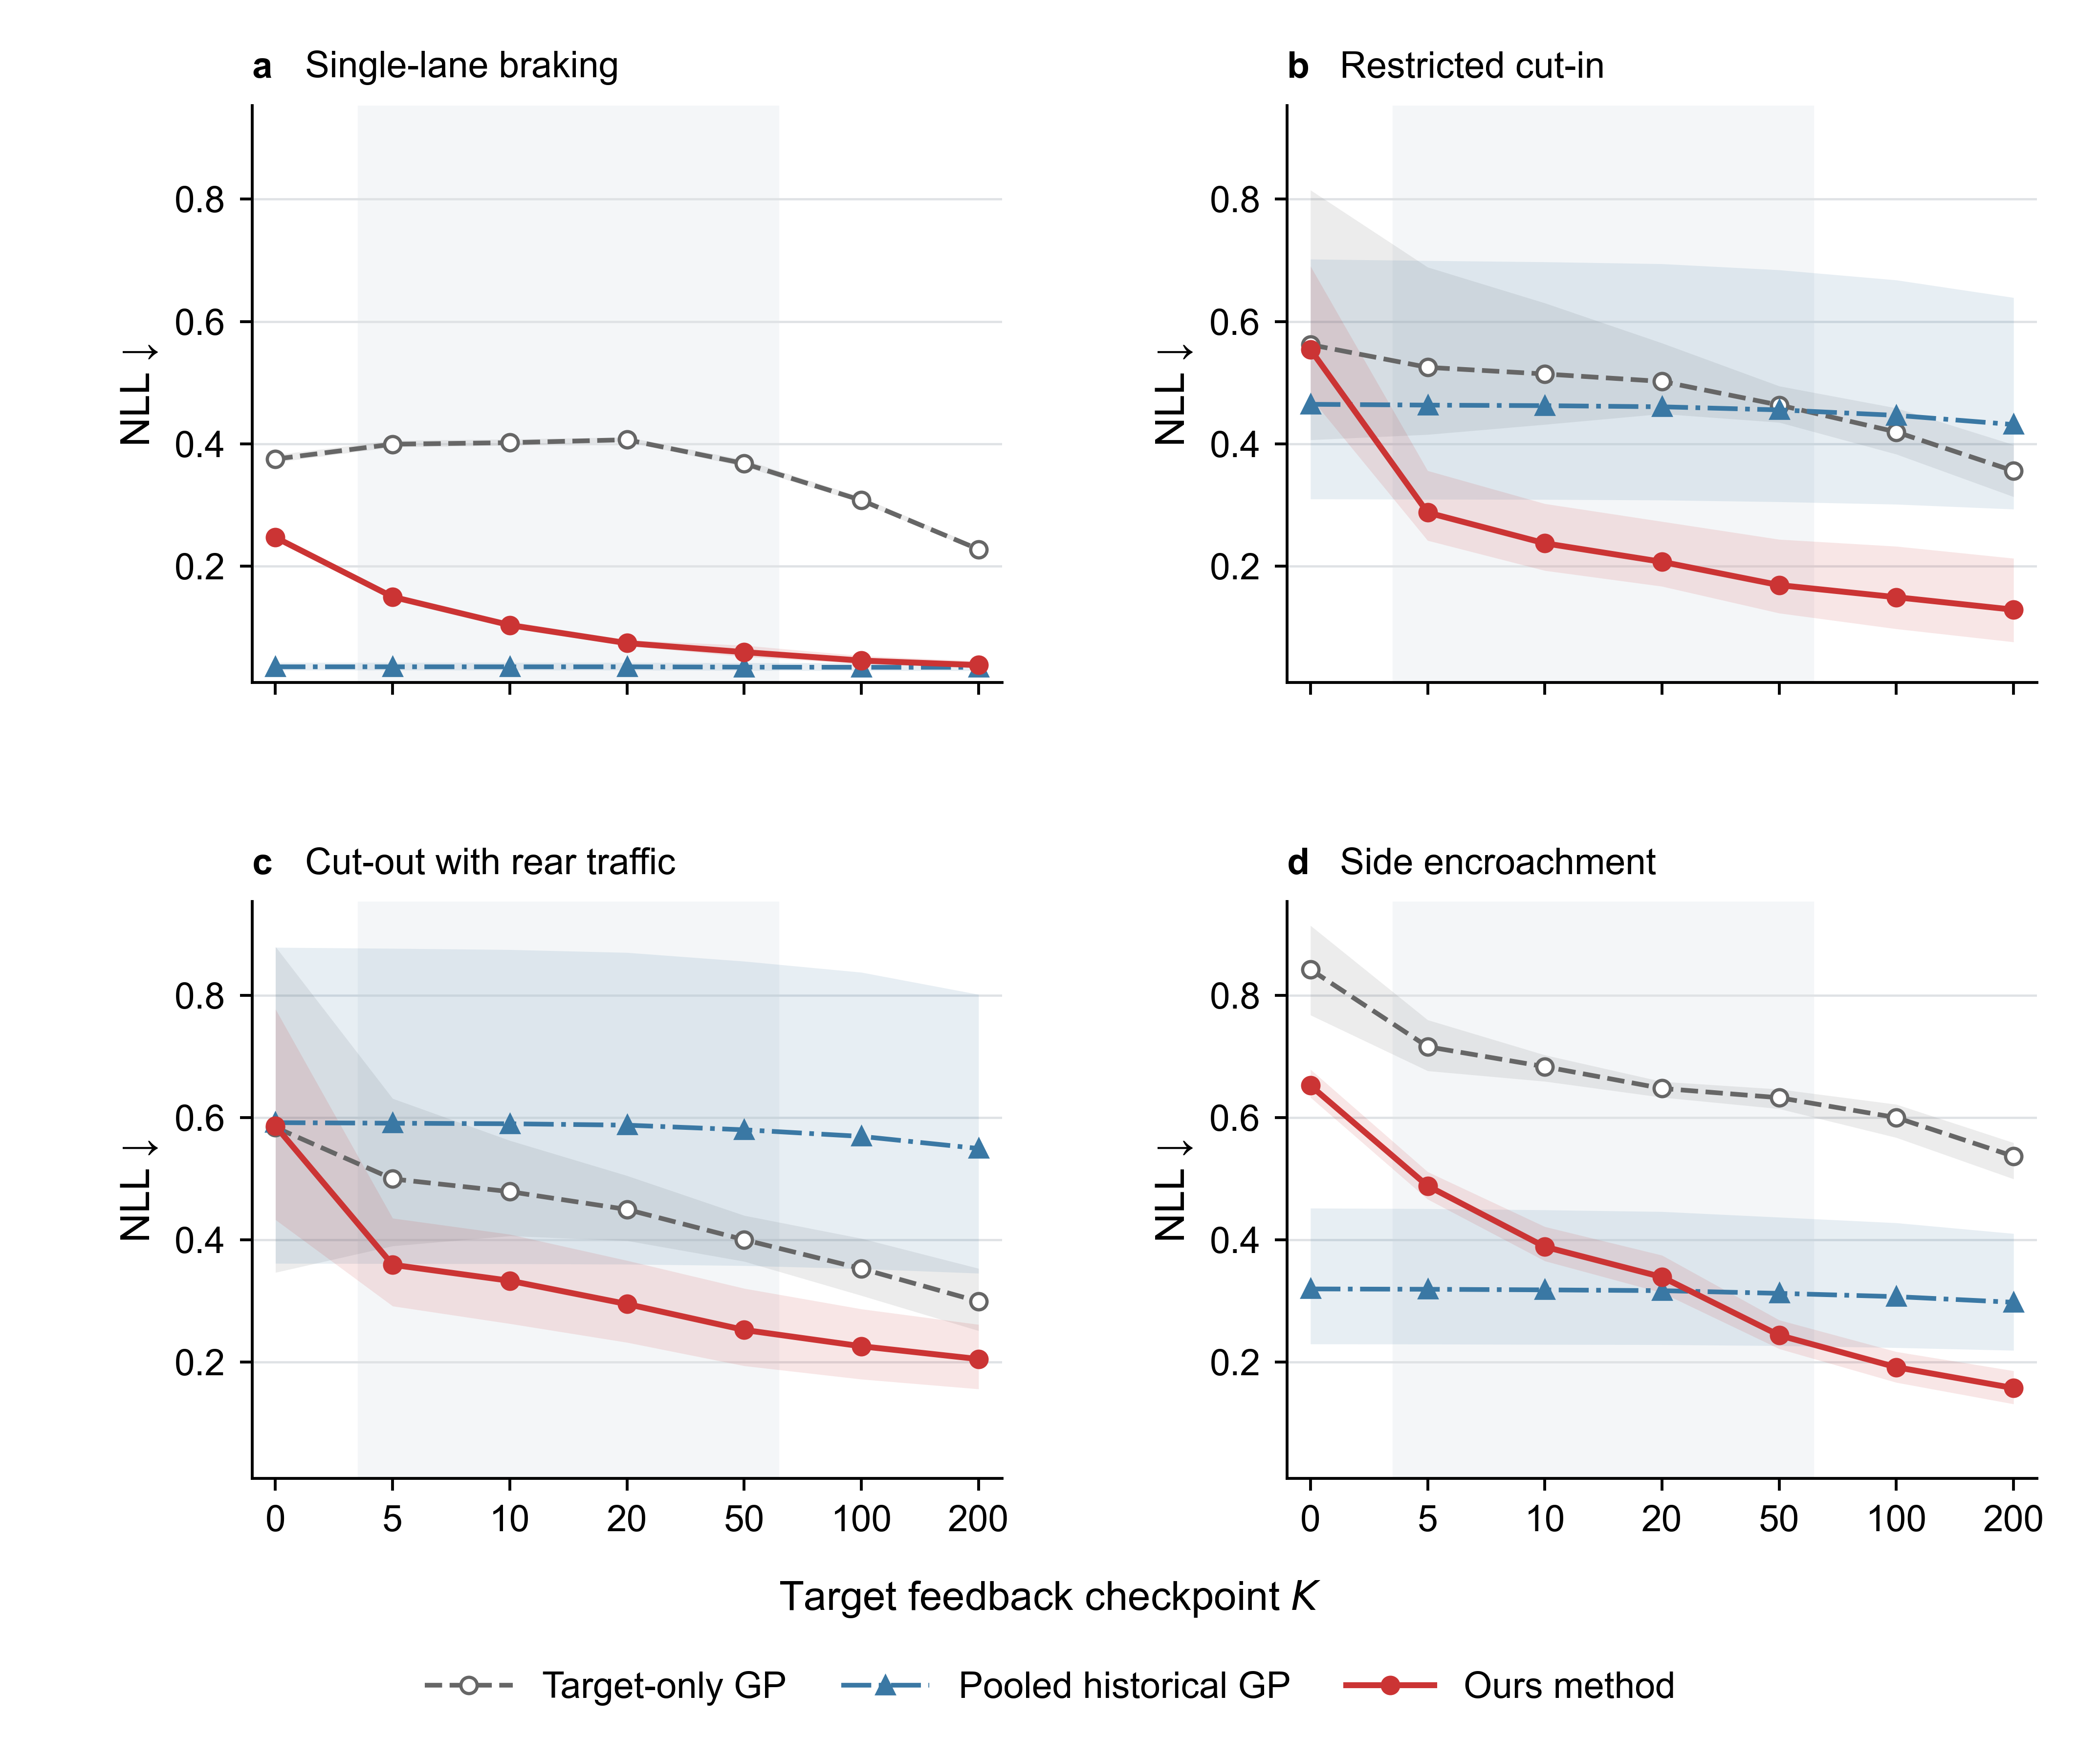 a Single-lane braking
b Restricted cut-in
NLL ↓
0.8
0.6
0.4
0.2
NLL ↓
0.8
0.6
0.4
0.2
c Cut-out with rear traffic
d Side encroachment
NLL ↓
0.8
0.6
0.4
0.2
0 5 10 20 50 100 200
NLL ↓
0.8
0.6
0.4
0.2
0 5 10 20 50 100 200
Target feedback checkpoint K
Target-only GP Pooled historical GP Ours method